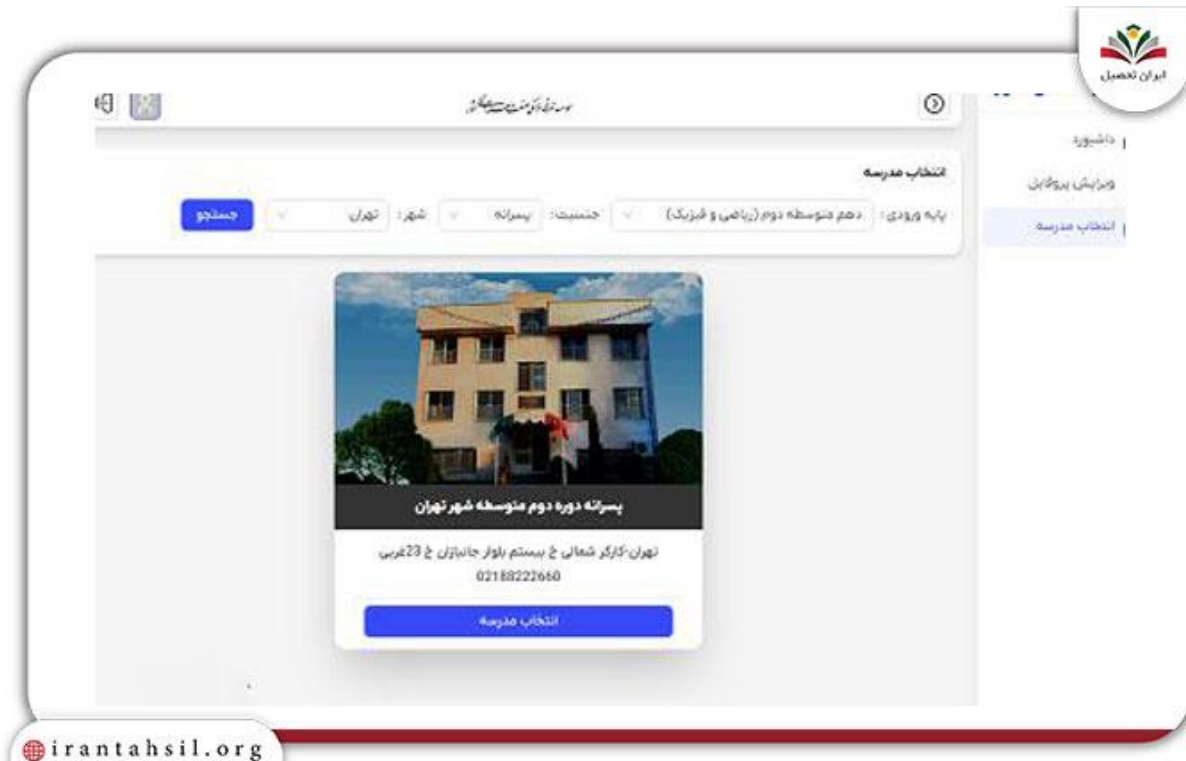 ایران تحصیل
داشبورد
ویرایش پروفایل
انتخاب مدرسه
انتخاب مدرسه
پایه ورودی : دهم متوسطه دوم (ریاضی و فیزیک) جنسیت: پسرانه شهر : تهران جستجو
پسرانه دوره دوم متوسطه شهر تهران
تهران-کارگر شمالی خ بیستم بلوار جانبازان خ 23غربی
02188222660
انتخاب مدرسه
irantahsil.org